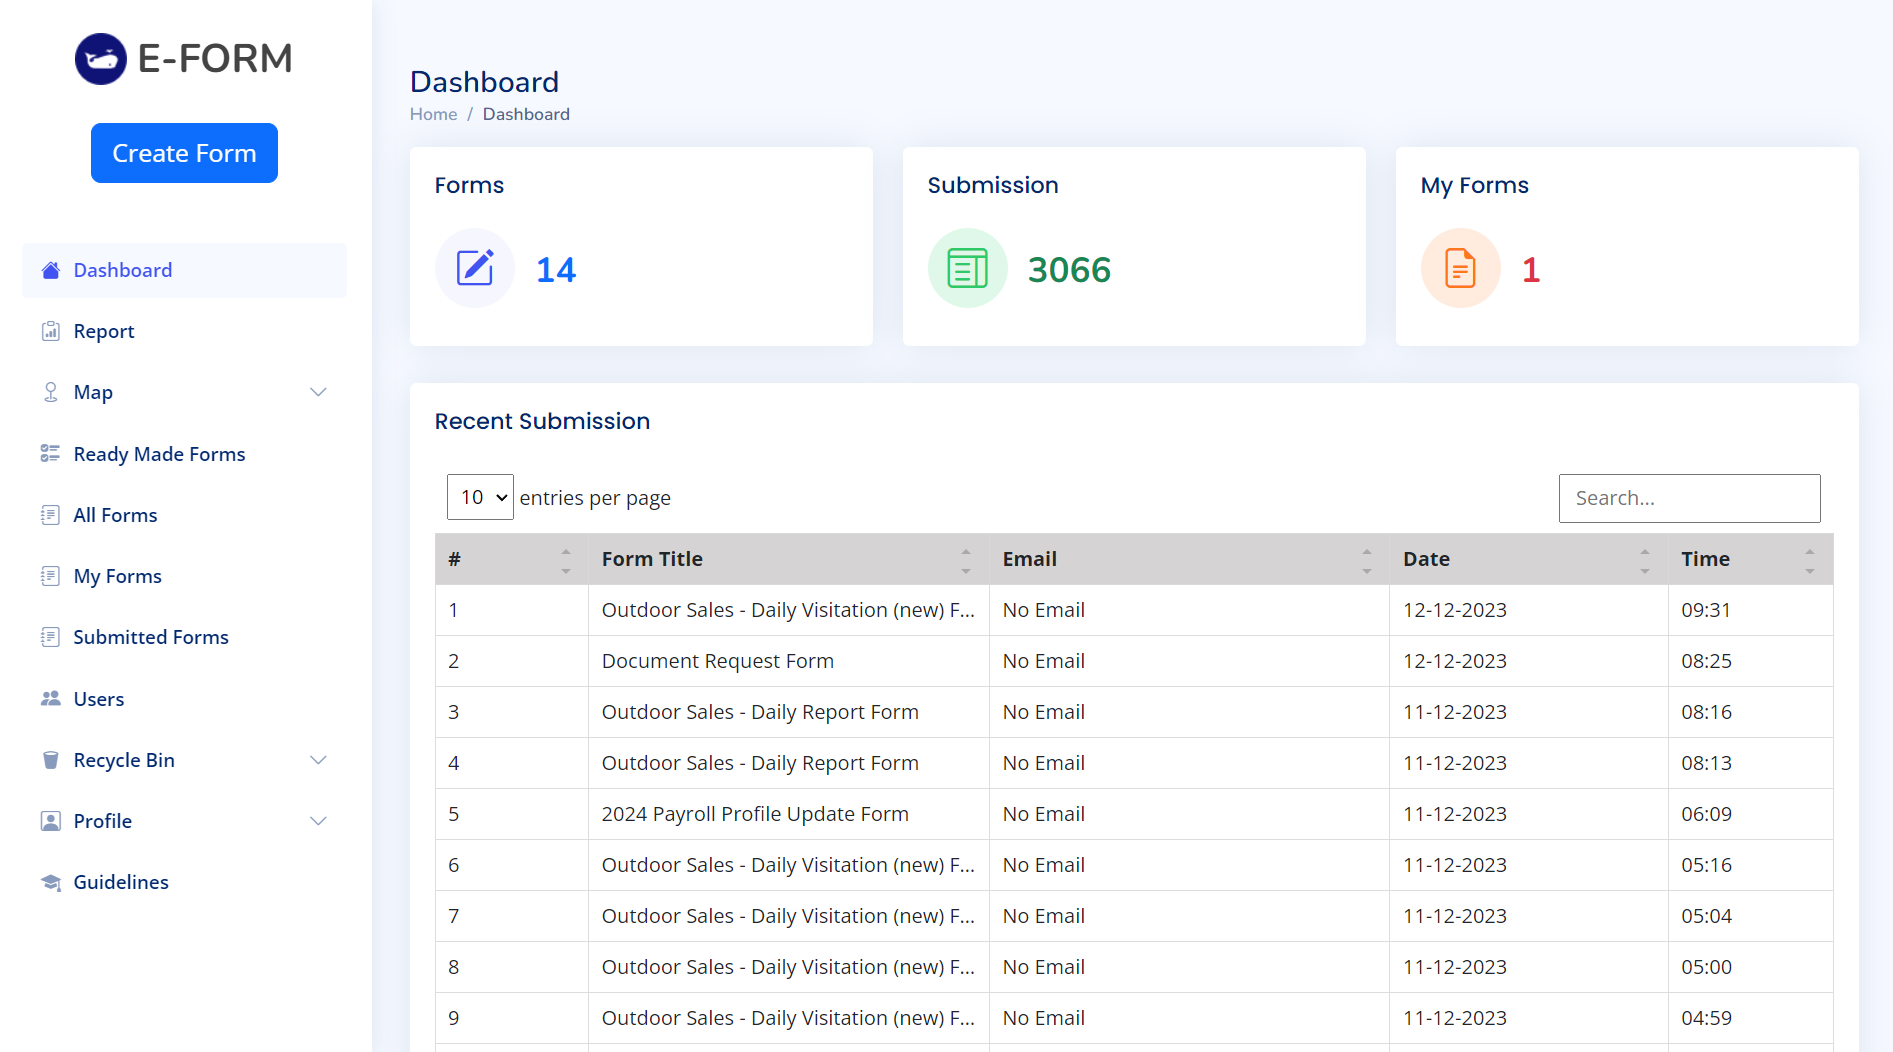 E-FORM
Create Form
Dashboard
Report
Map
Ready Made Forms
All Forms
My Forms
Submitted Forms
Users
Recycle Bin
Profile
Guidelines
Dashboard
Home / Dashboard
Forms
14
Submission
3066
My Forms
1
Recent Submission
10 entries per page
Search...
# Form Title Email Date Time
1 Outdoor Sales - Daily Visitation (new) F... No Email 12-12-2023 09:31
2 Document Request Form No Email 12-12-2023 08:25
3 Outdoor Sales - Daily Report Form No Email 11-12-2023 08:16
4 Outdoor Sales - Daily Report Form No Email 11-12-2023 08:13
5 2024 Payroll Profile Update Form No Email 11-12-2023 06:09
6 Outdoor Sales - Daily Visitation (new) F... No Email 11-12-2023 05:16
7 Outdoor Sales - Daily Visitation (new) F... No Email 11-12-2023 05:04
8 Outdoor Sales - Daily Visitation (new) F... No Email 11-12-2023 05:00
9 Outdoor Sales - Daily Visitation (new) F... No Email 11-12-2023 04:59